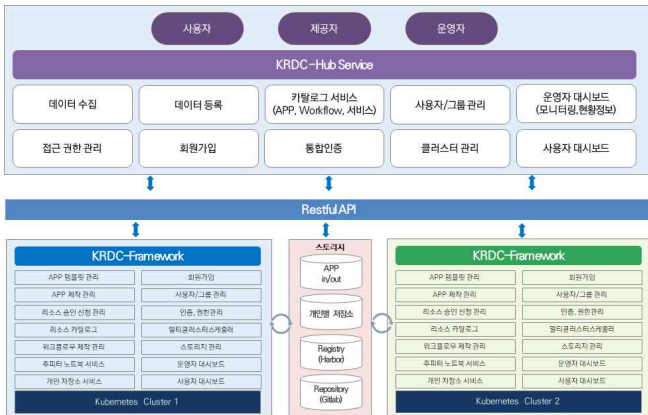 사용자
제공자
운영자
KRDC-Hub Service
데이터 수집
데이터 등록
카탈로그 서비스
(APP, Workflow, 서비스)
사용자/그룹 관리
운영자 대시보드
(모니터링,현황정보)
접근 권한 관리
회원가입
통합인증
클러스터 관리
사용자 대시보드
Restful API
KRDC-Framework
APP 템플릿 관리
회원가입
APP 제작 관리
사용자/그룹 관리
리소스 승인 신청 관리
인증, 권한관리
리소스 카탈로그
멀티클러스터스케줄러
워크플로우 제작 관리
스토리지 관리
주피터 노트북 서비스
운영자 대시보드
개인 저장소 서비스
사용자 대시보드
Kubernetes Cluster 1
스토리지
APP
in/out
개인별 저장소
Registry
(Harbor)
Repository
(Gitlab)
KRDC-Framework
APP 템플릿 관리
회원가입
APP 제작 관리
사용자/그룹 관리
리소스 승인 신청 관리
인증, 권한관리
리소스 카탈로그
멀티클러스터스케줄러
워크플로우 제작 관리
스토리지 관리
주피터 노트북 서비스
운영자 대시보드
개인 저장소 서비스
사용자 대시보드
Kubernetes Cluster 2